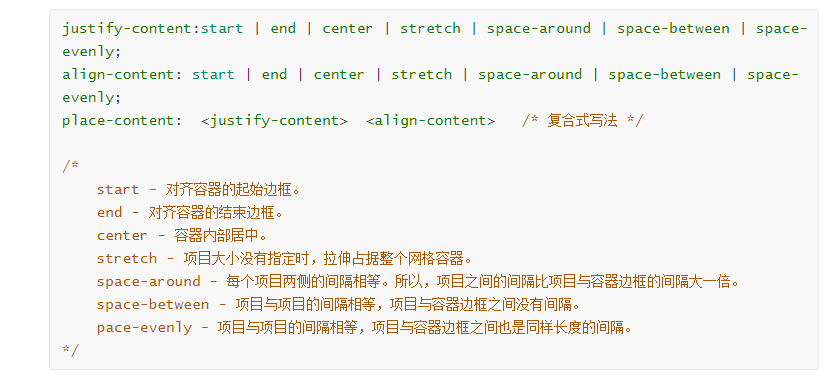 justify-content:start | end | center | stretch | space-around | space-between | space-
evenly;
align-content: start | end | center | stretch | space-around | space-between | space-
evenly;
place-content:  <justify-content>  <align-content>   /* 复合式写法 */
/*
start - 对齐容器的起始边框。
end - 对齐容器的结束边框。
center - 容器内部居中。
stretch - 项目大小没有指定时，拉伸占据整个网格容器。
space-around - 每个项目两侧的间隔相等。所以，项目之间的间隔比项目与容器边框的间隔大一倍。
space-between - 项目与项目的间隔相等，项目与容器边框之间没有间隔。
pace-evenly - 项目与项目的间隔相等，项目与容器边框之间也是同样长度的间隔。
*/